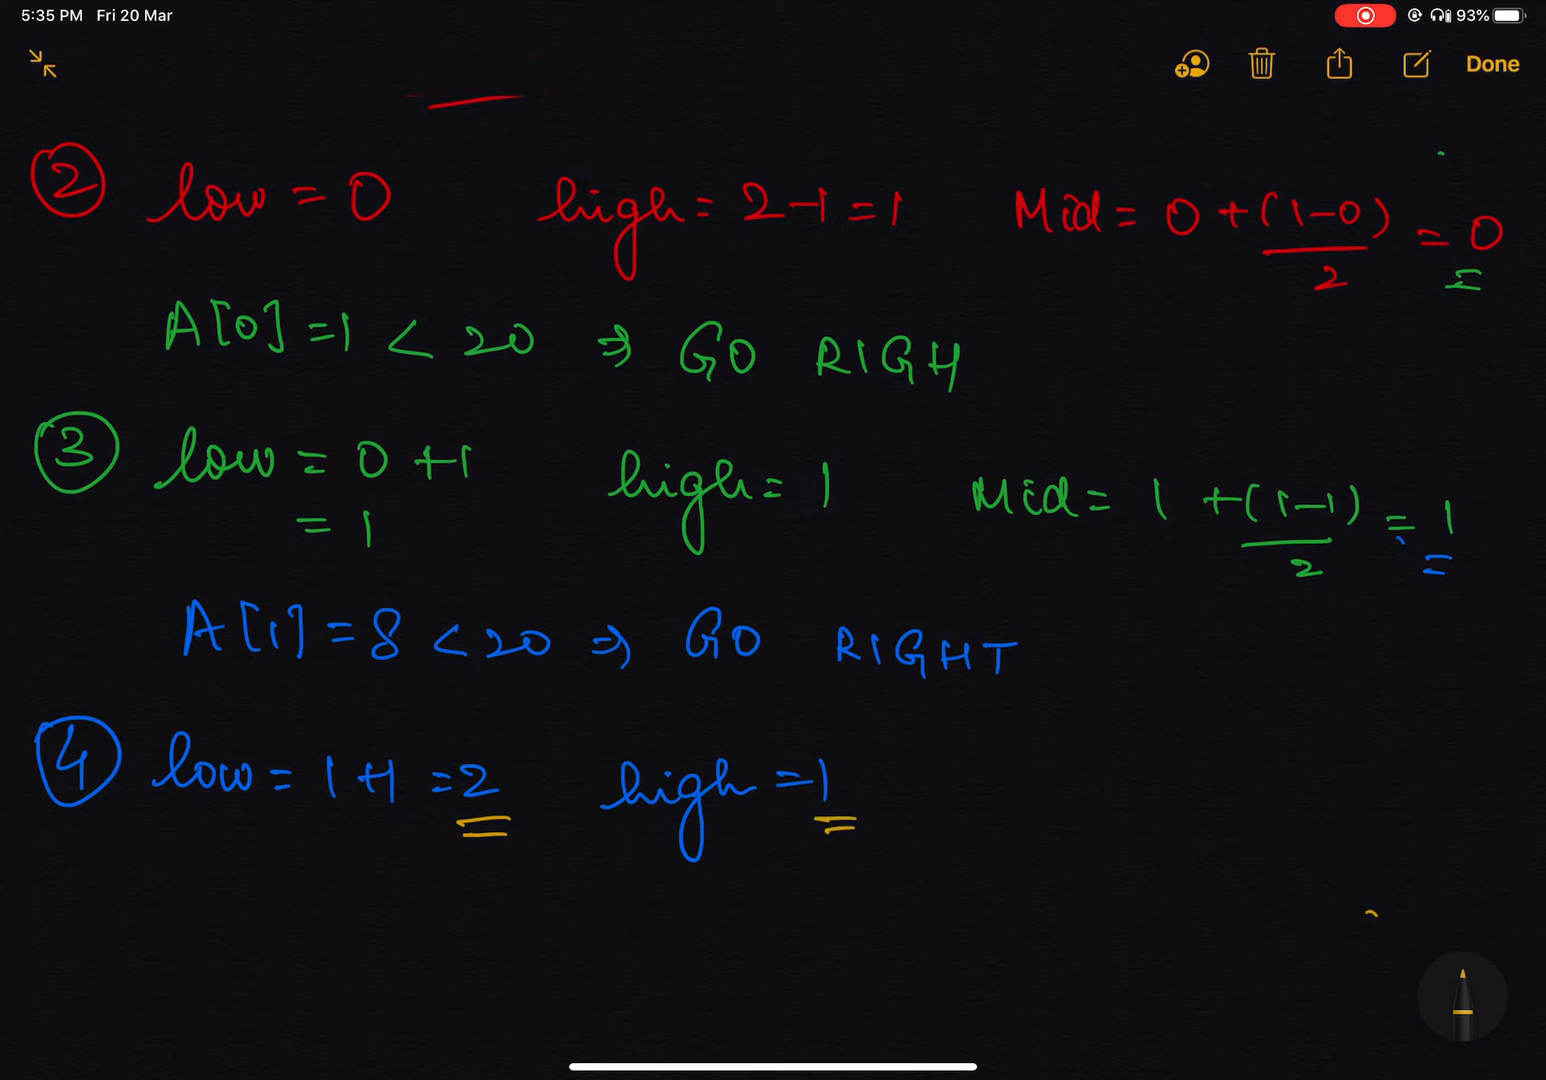 5:35 PM Fri 20 Mar 93%
Done
② low = 0 high = 2-1 = 1 Mid = 0 + (1-0)/2 = 0
A[0] = 1 < 20 ⇒ GO RIGH
③ low = 0 +1 high = 1 Mid = 1 + (1-1)/2 = 1
= 1
A[1] = 8 < 20 ⇒ GO RIGHT
④ low = 1+1 = 2 high = 1